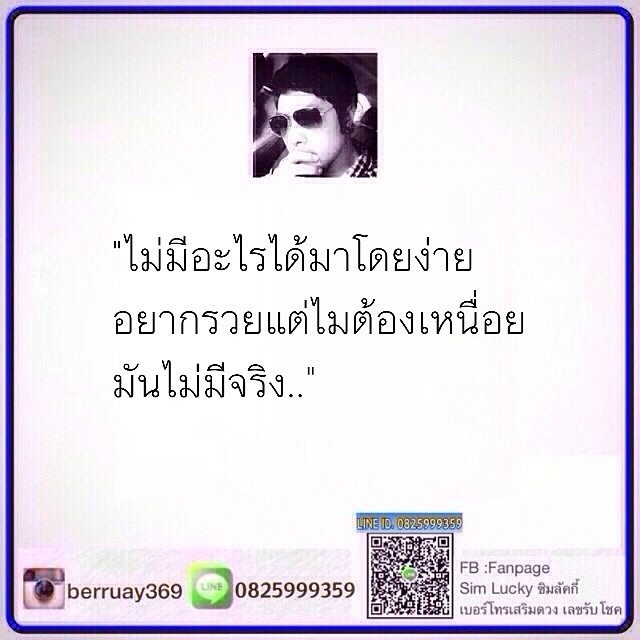 "ไม่มีอะไรได้มาโดยง่าย
อยากรวยแต่ไมต้องเหนื่อย
มันไม่มีจริง.."
LINE ID. 0825999359
berruay369
LINE
0825999359
FB :Fanpage
Sim Lucky ซิมลัคกี้
เบอร์โทรเสริมดวง เลขรับโชค